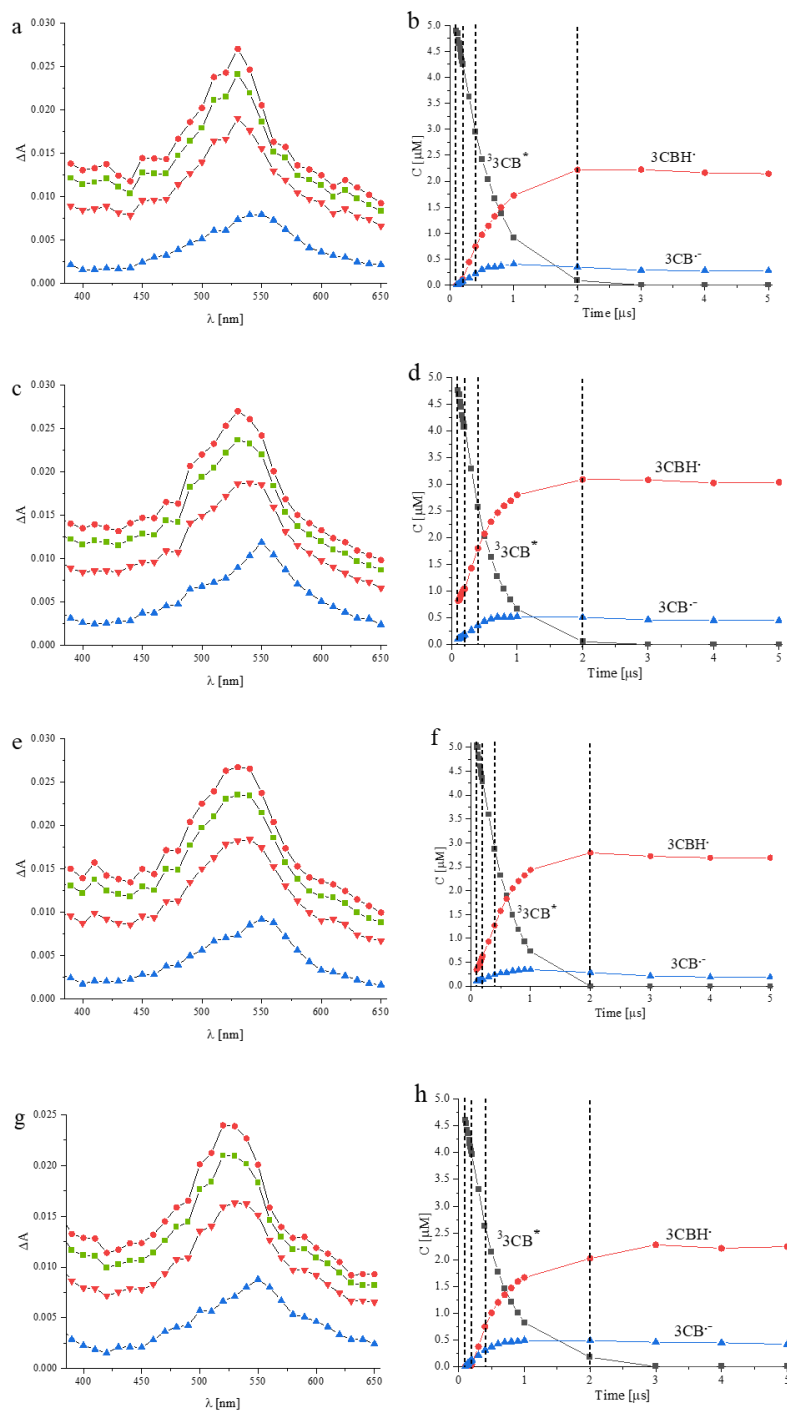 a
0.030
0.025
0.020
0.015
0.010
0.005
0.000
ΔA
400 450 500 550 600 650
λ [nm]
b
5.0
4.5
4.0
3.5
3.0
2.5
2.0
1.5
1.0
0.5
0.0
C [μM]
³3CB*
3CBH·
3CB·⁻
0 1 2 3 4 5
Time [μs]
c
0.030
0.025
0.020
0.015
0.010
0.005
0.000
ΔA
400 450 500 550 600 650
λ [nm]
d
5.0
4.5
4.0
3.5
3.0
2.5
2.0
1.5
1.0
0.5
0.0
C [μM]
3CBH·
³3CB*
3CB·⁻
0 1 2 3 4 5
Time [μs]
e
0.030
0.025
0.020
0.015
0.010
0.005
0.000
ΔA
400 450 500 550 600 650
λ [nm]
f
5.0
4.5
4.0
3.5
3.0
2.5
2.0
1.5
1.0
0.5
0.0
C [μM]
3CBH·
³3CB*
3CB·⁻
0 1 2 3 4 5
Time [μs]
g
0.025
0.020
0.015
0.010
0.005
0.000
ΔA
400 450 500 550 600 650
λ [nm]
h
5.0
4.5
4.0
3.5
3.0
2.5
2.0
1.5
1.0
0.5
0.0
C [μM]
³3CB*
3CBH·
3CB·⁻
0 1 2 3 4 5
Time [μs]